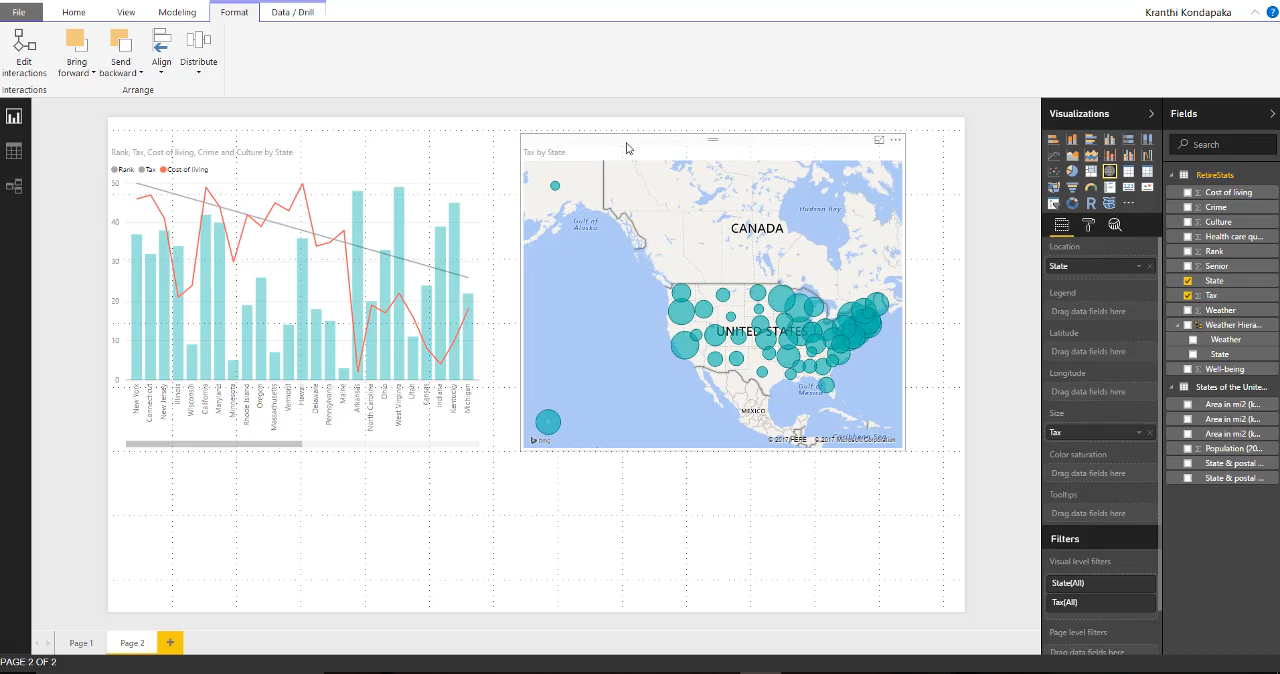 File Home View Modeling Format Data / Drill Kranthi Kondapaka ?
Edit
interactions
Bring
forward
Send
backward
Align
Distribute
Interactions
Arrange
Visualizations
Fields
Search
Rank, Tax, Cost of living, Crime and Culture by State
Rank Tax Cost of living
50
40
30
20
10
0
New York
Connecticut
New Jersey
Illinois
Wisconsin
California
Maryland
Minnesota
Rhode Island
Oregon
Massachusetts
Vermont
Hawaii
Delaware
Pennsylvania
Maine
North Ca...
Ohio
West Virginia
Utah
Kansas
Indiana
Kentucky
Michigan
Tax by State
Gulf of
Alaska
Hudson Bay
CANADA
UNITED STATES
Gulf of
Mexico
MEXICO
bing
© 2017 HERE © 2017 Microsoft Corporation
R
Location
State
Legend
Drag data fields here
Latitude
Drag data fields here
Longitude
Drag data fields here
Size
Tax
Color saturation
Drag data fields here
Tooltips
Drag data fields here
Filters
Visual level filters
State(All)
Tax(All)
Page level filters
Drag data fields here
RetireStats
Cost of living
Crime
Culture
Health care qu...
Rank
Senior
State
Tax
Weather
Weather Hiera...
Weather
State
Well-being
States of the Unite...
Area in mi2 (k...
Area in mi2 (k...
Area in mi2 (k...
Population (20...
State & postal ...
State & postal ...
Page 1 Page 2 +
PAGE 2 OF 2